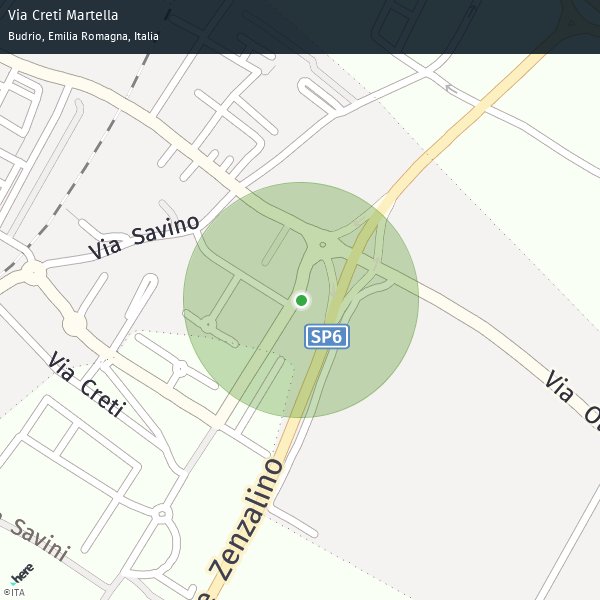 Via Creti Martella
Budrio, Emilia Romagna, Italia
Via Savino
SP6
Via Creti
Via
Savini
Zenzalino
here
©ITA